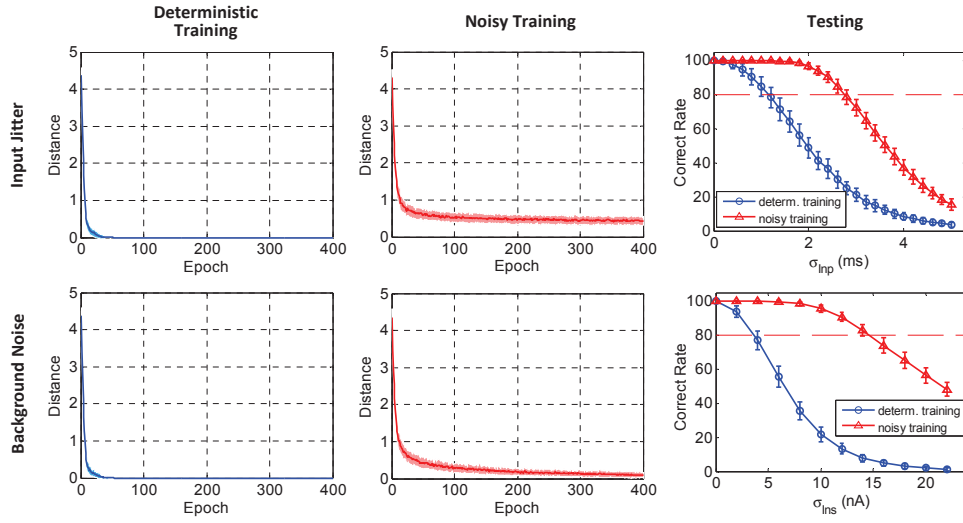 Deterministic
Training
Noisy Training
Testing
Input Jitter
Distance
5
4
3
2
1
0
0 100 200 300 400
Epoch
Distance
5
4
3
2
1
0
0 100 200 300 400
Epoch
Correct Rate
100
80
60
40
20
0
determ. training
noisy training
0 2 4
σInp (ms)
Background Noise
Distance
5
4
3
2
1
0
0 100 200 300 400
Epoch
Distance
5
4
3
2
1
0
0 100 200 300 400
Epoch
Correct Rate
100
80
60
40
20
0
determ. training
noisy training
0 5 10 15 20
σIns (nA)